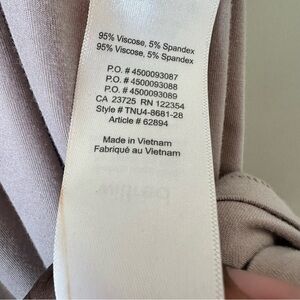 95% Viscose, 5% Spandex
95% Viscose, 5% Spandex
P.O. # 4500093087
P.O. # 4500093088
P.O. # 4500093089
CA 23725 RN 122354
Style # TNU4-8681-28
Article # 62894
Made in Vietnam
Fabriqué au Vietnam